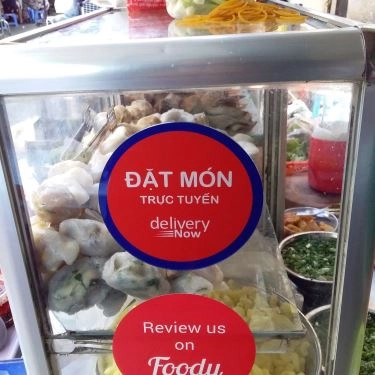 ĐẶT MÓN
TRỰC TUYẾN
delivery
Now
Review us
on
Foody